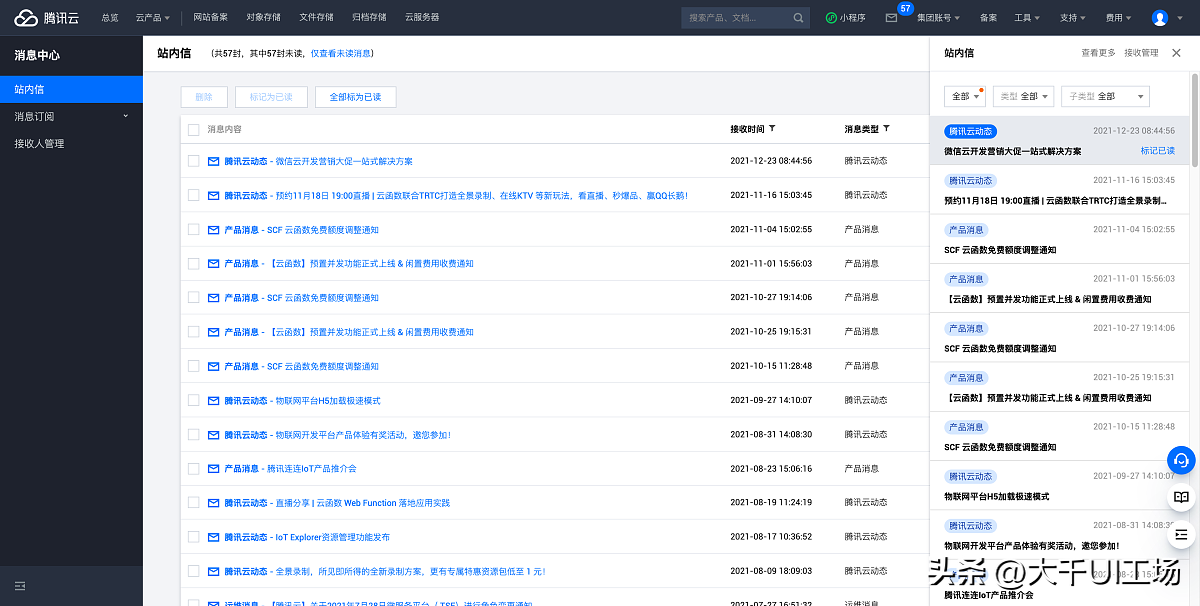 腾讯云 总览 云产品 网站备案 对象存储 文件存储 归档存储 云服务器 搜索产品、文档... 小程序 57 集团账号 备案 工具 支持 费用
消息中心
站内信
消息订阅
接收人管理
站内信 (共57封，其中57封未读，仅查看未读消息)
删除 标记为已读 全部标为已读
消息内容 接收时间 消息类型
腾讯云动态 - 微信云开发营销大促一站式解决方案 2021-12-23 08:44:56 腾讯云动态
腾讯云动态 - 预约11月18日 19:00直播 | 云函数联合TRTC打造全景录制、在线KTV 等新玩法，看直播、秒爆品、赢QQ长鹅！ 2021-11-16 15:03:45 腾讯云动态
产品消息 - SCF 云函数免费额度调整通知 2021-11-04 15:02:55 产品消息
产品消息 - 【云函数】预置并发功能正式上线 & 闲置费用收费通知 2021-11-01 15:56:03 产品消息
产品消息 - SCF 云函数免费额度调整通知 2021-10-27 19:14:06 产品消息
产品消息 - 【云函数】预置并发功能正式上线 & 闲置费用收费通知 2021-10-25 19:15:31 产品消息
产品消息 - SCF 云函数免费额度调整通知 2021-10-15 11:28:48 产品消息
腾讯云动态 - 物联网平台H5加载极速模式 2021-09-27 14:10:07 腾讯云动态
腾讯云动态 - 物联网开发平台产品体验有奖活动，邀您参加！ 2021-08-31 14:08:30 腾讯云动态
产品消息 - 腾讯连连IoT产品推介会 2021-08-23 15:06:16 产品消息
腾讯云动态 - 直播分享 | 云函数 Web Function 落地应用实践 2021-08-19 11:24:19 腾讯云动态
腾讯云动态 - IoT Explorer资源管理功能发布 2021-08-17 10:36:52 腾讯云动态
腾讯云动态 - 全景录制，所见即所得的全新录制方案，更有专属特惠资源包低至 1 元！ 2021-08-09 18:09:03 腾讯云动态
运维消息 - 【腾讯云】关于2021年7月28日微服务平台（TSF）进行角色变更通知 2021-07-27 16:51:32 运维消息
站内信 查看更多 接收管理
全部 类型 全部 子类型 全部
腾讯云动态 2021-12-23 08:44:56
微信云开发营销大促一站式解决方案 标记已读
腾讯云动态 2021-11-16 15:03:45
预约11月18日 19:00直播 | 云函数联合TRTC打造全景录制...
产品消息 2021-11-04 15:02:55
SCF 云函数免费额度调整通知
产品消息 2021-11-01 15:56:03
【云函数】预置并发功能正式上线 & 闲置费用收费通知
产品消息 2021-10-27 19:14:06
SCF 云函数免费额度调整通知
产品消息 2021-10-25 19:15:31
【云函数】预置并发功能正式上线 & 闲置费用收费通知
产品消息 2021-10-15 11:28:48
SCF 云函数免费额度调整通知
腾讯云动态 2021-09-27 14:10:07
物联网平台H5加载极速模式
腾讯云动态 2021-08-31 14:08:30
物联网开发平台产品体验有奖活动，邀您参加！
头条 @大千UI工场
腾讯连连IoT产品推介会